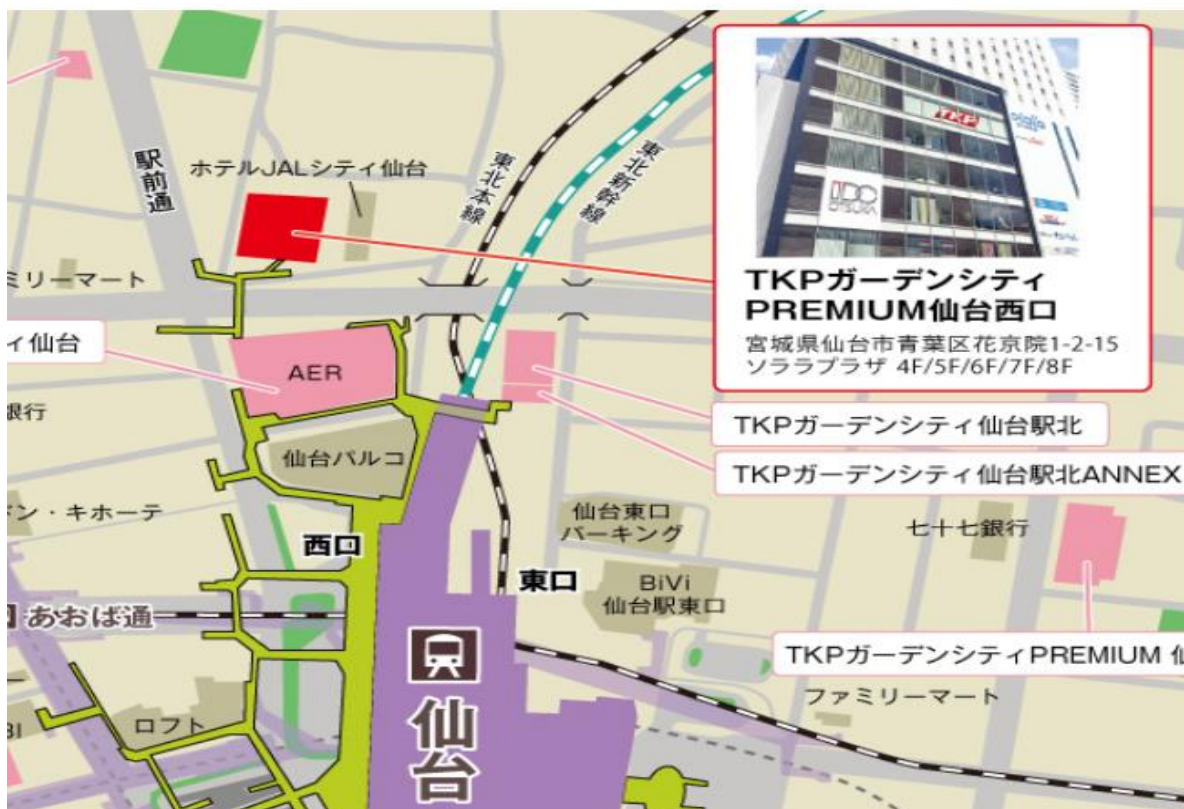 駅前通
ホテルJALシティ仙台
東北本線
東北新幹線
TKP
IDC
OTSUKA
TKPガーデンシティ
PREMIUM仙台西口
宮城県仙台市青葉区花京院1-2-15
ソララプラザ 4F/5F/6F/7F/8F
ミリーマート
ィ仙台
AER
銀行
TKPガーデンシティ仙台駅北
TKPガーデンシティ仙台駅北ANNEX
仙台パルコ
ドン・キホーテ
仙台東口
パーキング
七十七銀行
西口
東口
BiVi
仙台駅東口
あおば通
TKPガーデンシティPREMIUM 仙
ファミリーマート
ロフト
BI
仙台